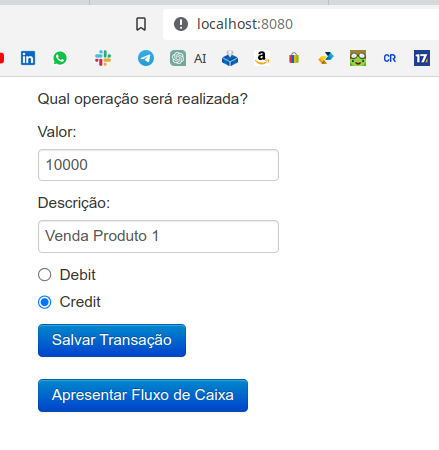 localhost:8080
AI
CR
17
Qual operação será realizada?
Valor:
10000
Descrição:
Venda Produto 1
Debit
Credit
Salvar Transação
Apresentar Fluxo de Caixa